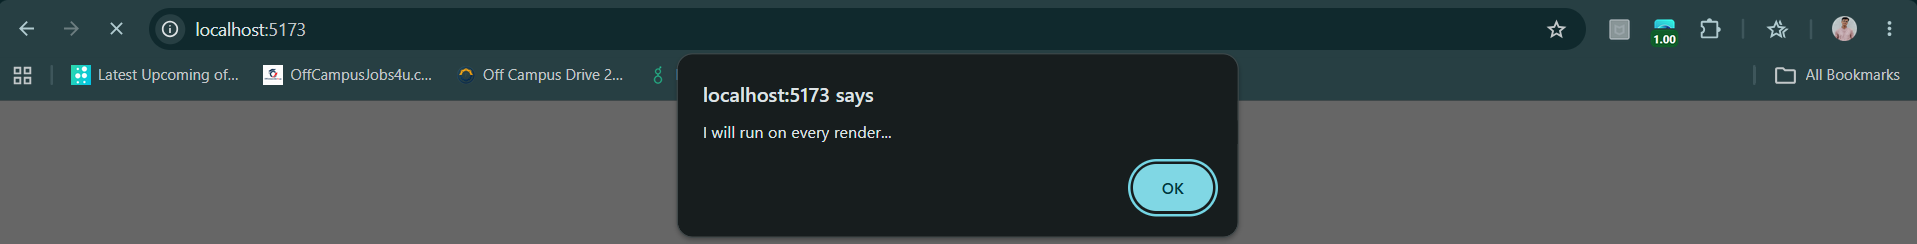 localhost:5173
1.00
Latest Upcoming of...
OffCampusJobs4u.c...
Off Campus Drive 2...
All Bookmarks
localhost:5173 says
I will run on every render...
OK